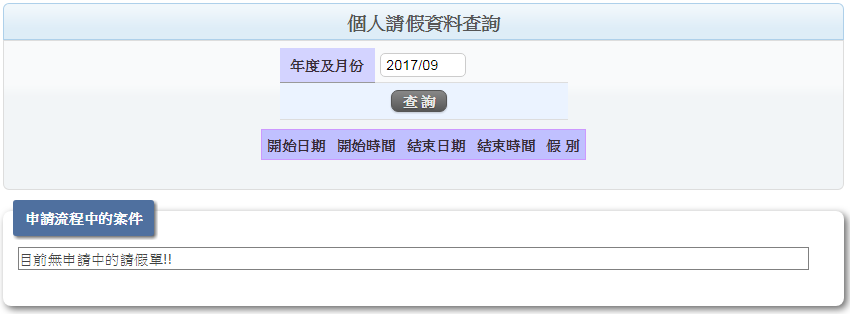 個人請假資料查詢
年度及月份 2017/09
查 詢
開始日期 開始時間 結束日期 結束時間 假 別
申請流程中的案件
目前無申請中的請假單!!